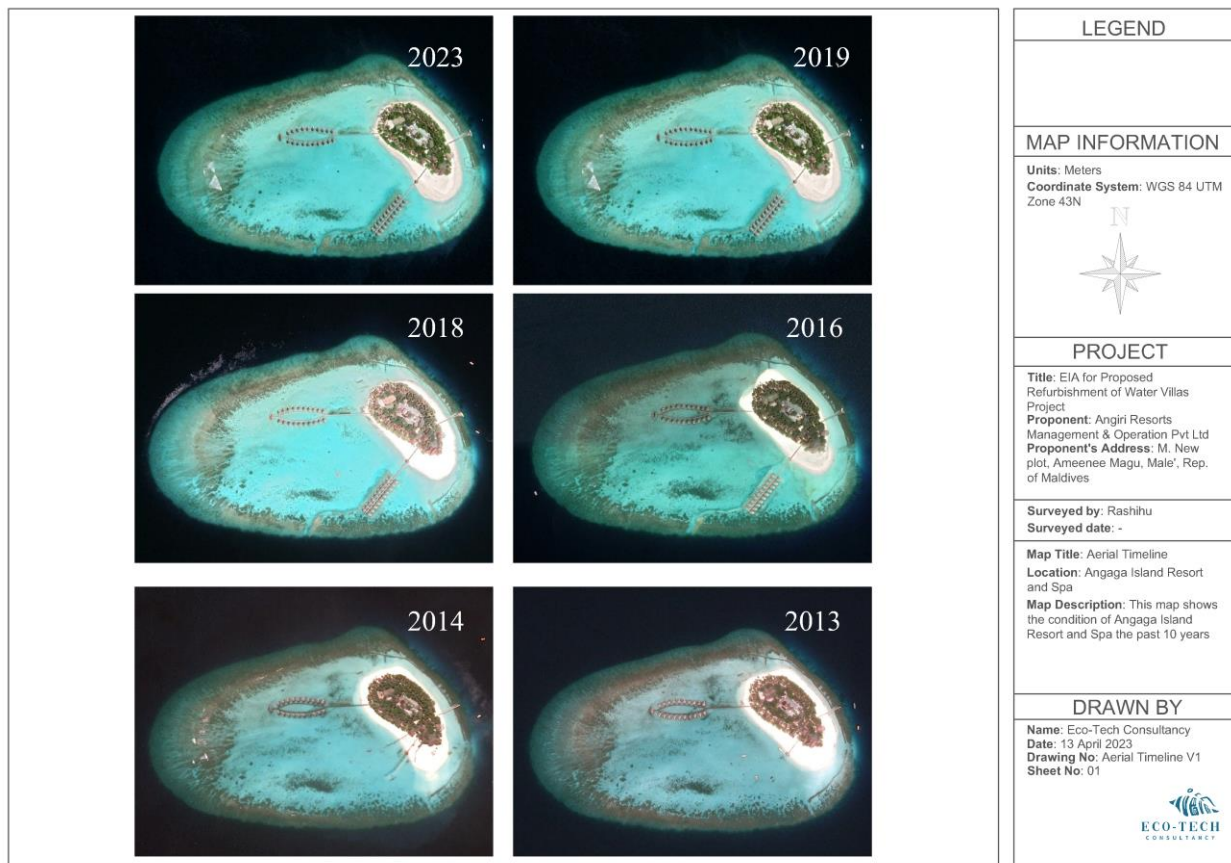 2023
2019
2018
2016
2014
2013
LEGEND
MAP INFORMATION
Units: Meters
Coordinate System: WGS 84 UTM
Zone 43N
N
PROJECT
Title: EIA for Proposed
Refurbishment of Water Villas
Project
Proponent: Angiri Resorts
Management & Operation Pvt Ltd
Proponent's Address: M. New
plot, Ameenee Magu, Male', Rep.
of Maldives
Surveyed by: Rashihu
Surveyed date: -
Map Title: Aerial Timeline
Location: Angaga Island Resort
and Spa
Map Description: This map shows
the condition of Angaga Island
Resort and Spa the past 10 years
DRAWN BY
Name: Eco-Tech Consultancy
Date: 13 April 2023
Drawing No: Aerial Timeline V1
Sheet No: 01
ECO-TECH
CONSULTANCY